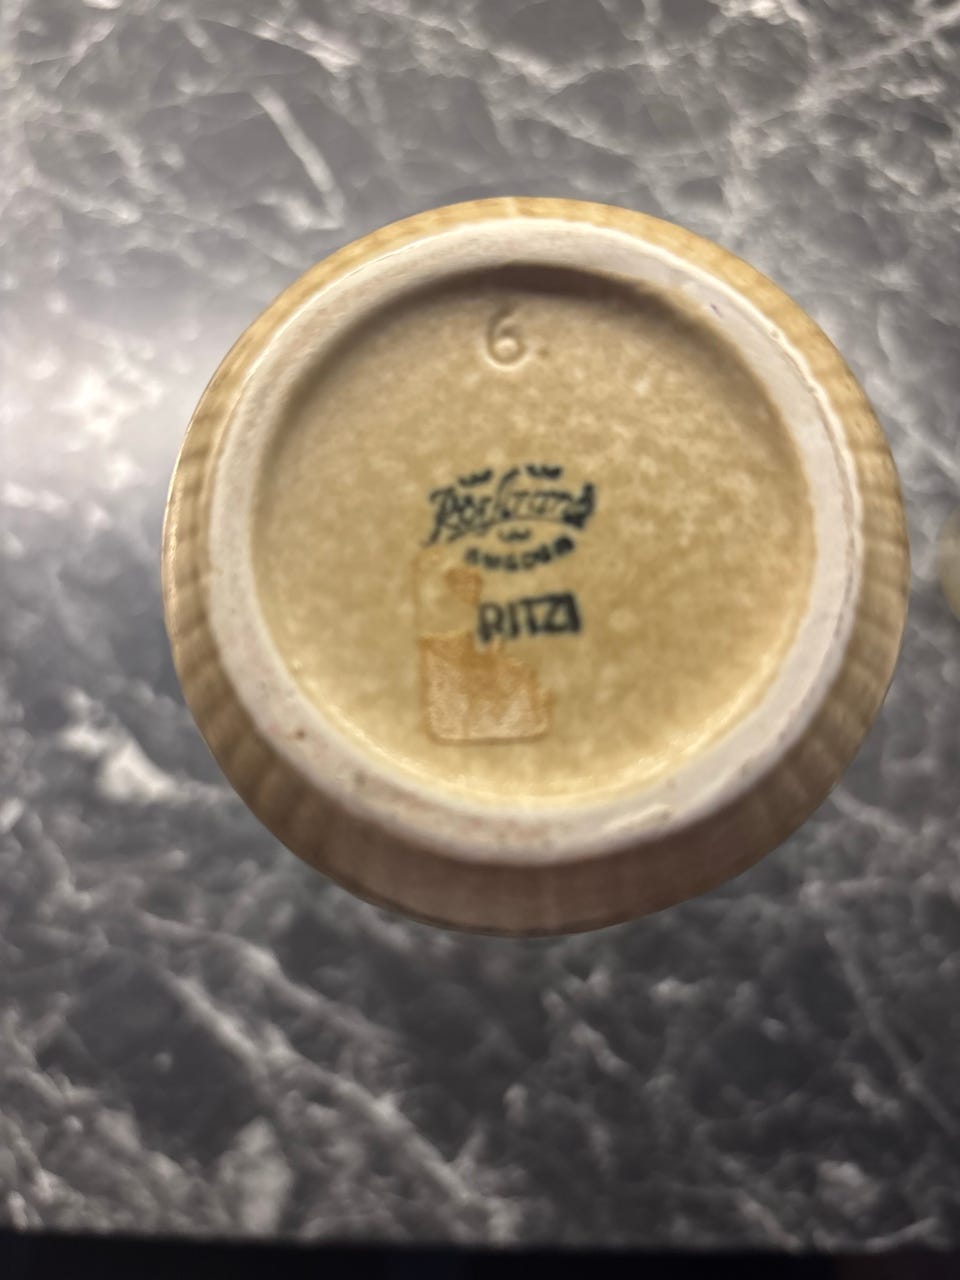 6
Rörstrand
SWEDEN
RITZI